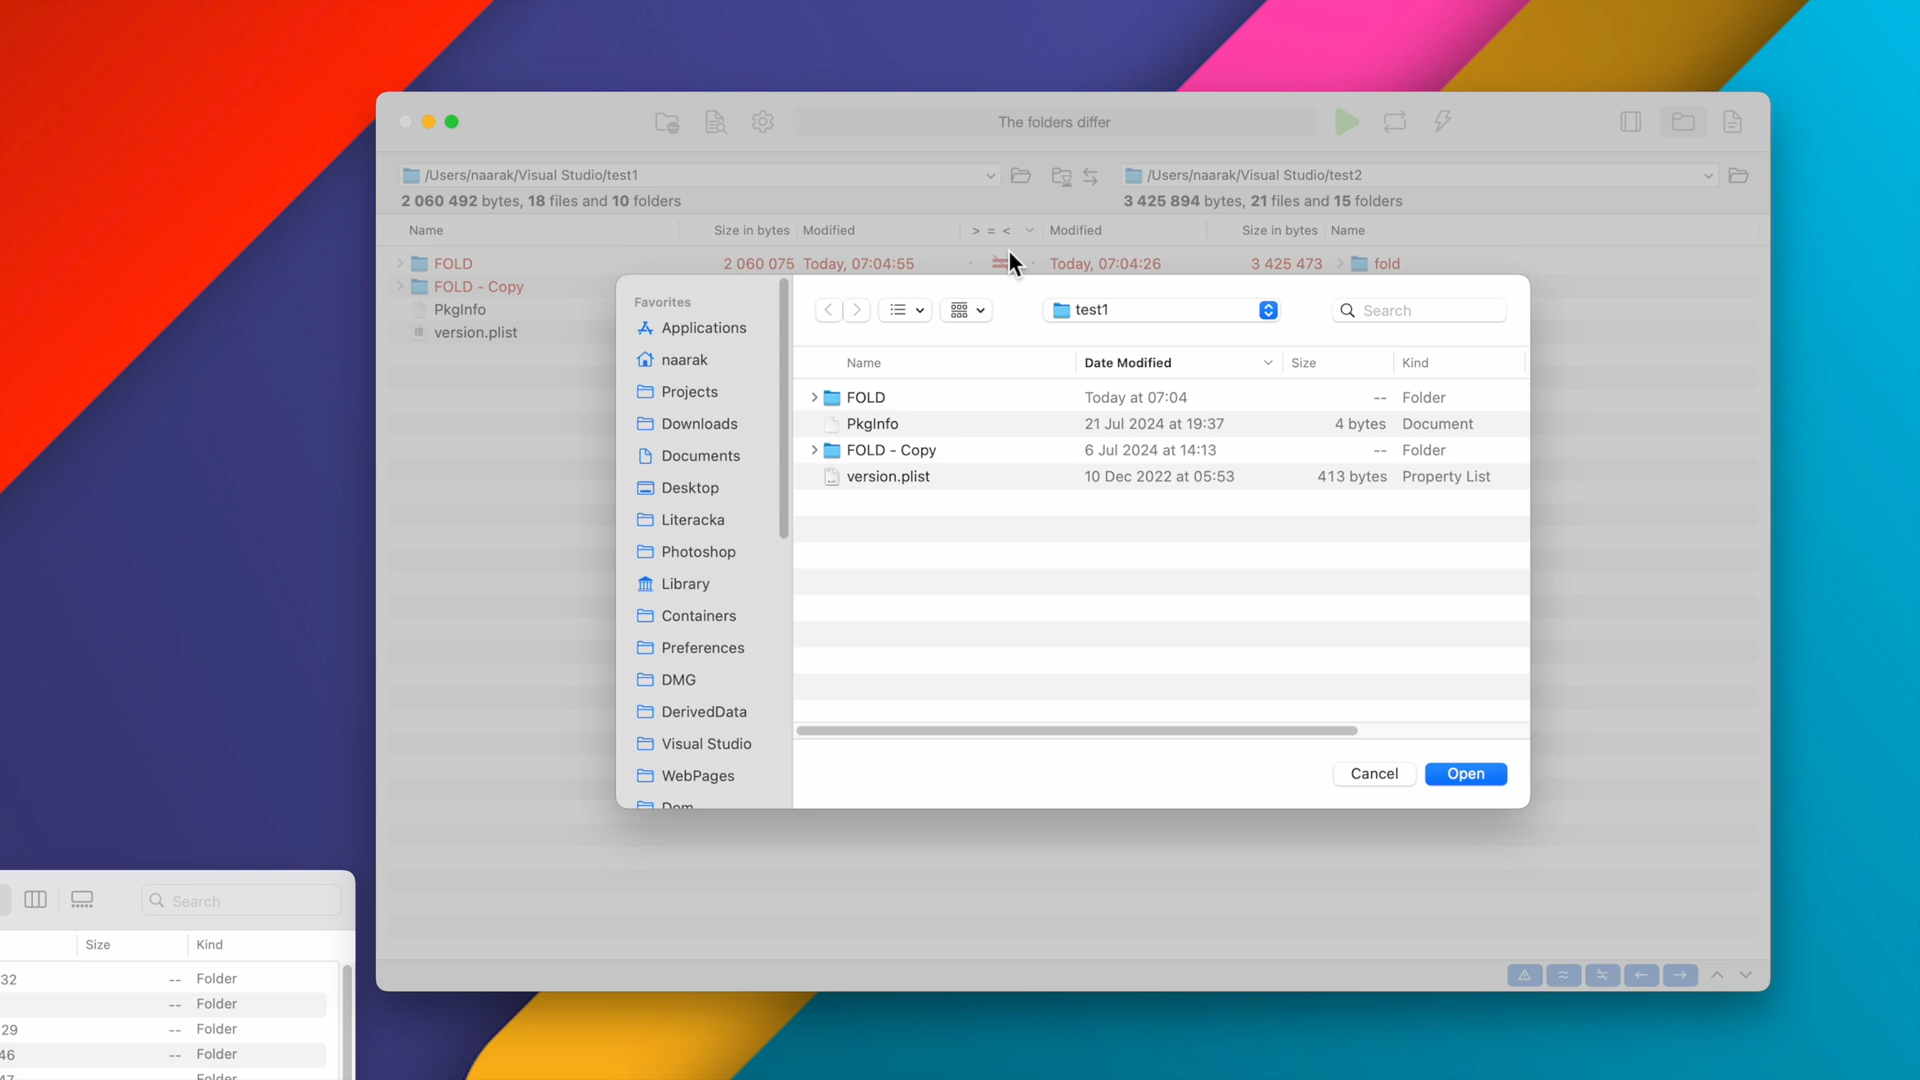 The folders differ
/Users/naarak/Visual Studio/test1
/Users/naarak/Visual Studio/test2
2 060 492 bytes, 18 files and 10 folders
3 425 894 bytes, 21 files and 15 folders
Name Size in bytes Modified > = < Modified Size in bytes Name
FOLD 2 060 075 Today, 07:04:55 Today, 07:04:26 3 425 473 fold
FOLD - Copy
PkgInfo
version.plist
Favorites
Applications
naarak
Projects
Downloads
Documents
Desktop
Literacka
Photoshop
Library
Containers
Preferences
DMG
DerivedData
Visual Studio
WebPages
test1
Search
Name Date Modified Size Kind
FOLD Today at 07:04 -- Folder
PkgInfo 21 Jul 2024 at 19:37 4 bytes Document
FOLD - Copy 6 Jul 2024 at 14:13 -- Folder
version.plist 10 Dec 2022 at 05:53 413 bytes Property List
Cancel Open
Search
Size Kind
32 -- Folder
-- Folder
29 -- Folder
46 -- Folder
Folder